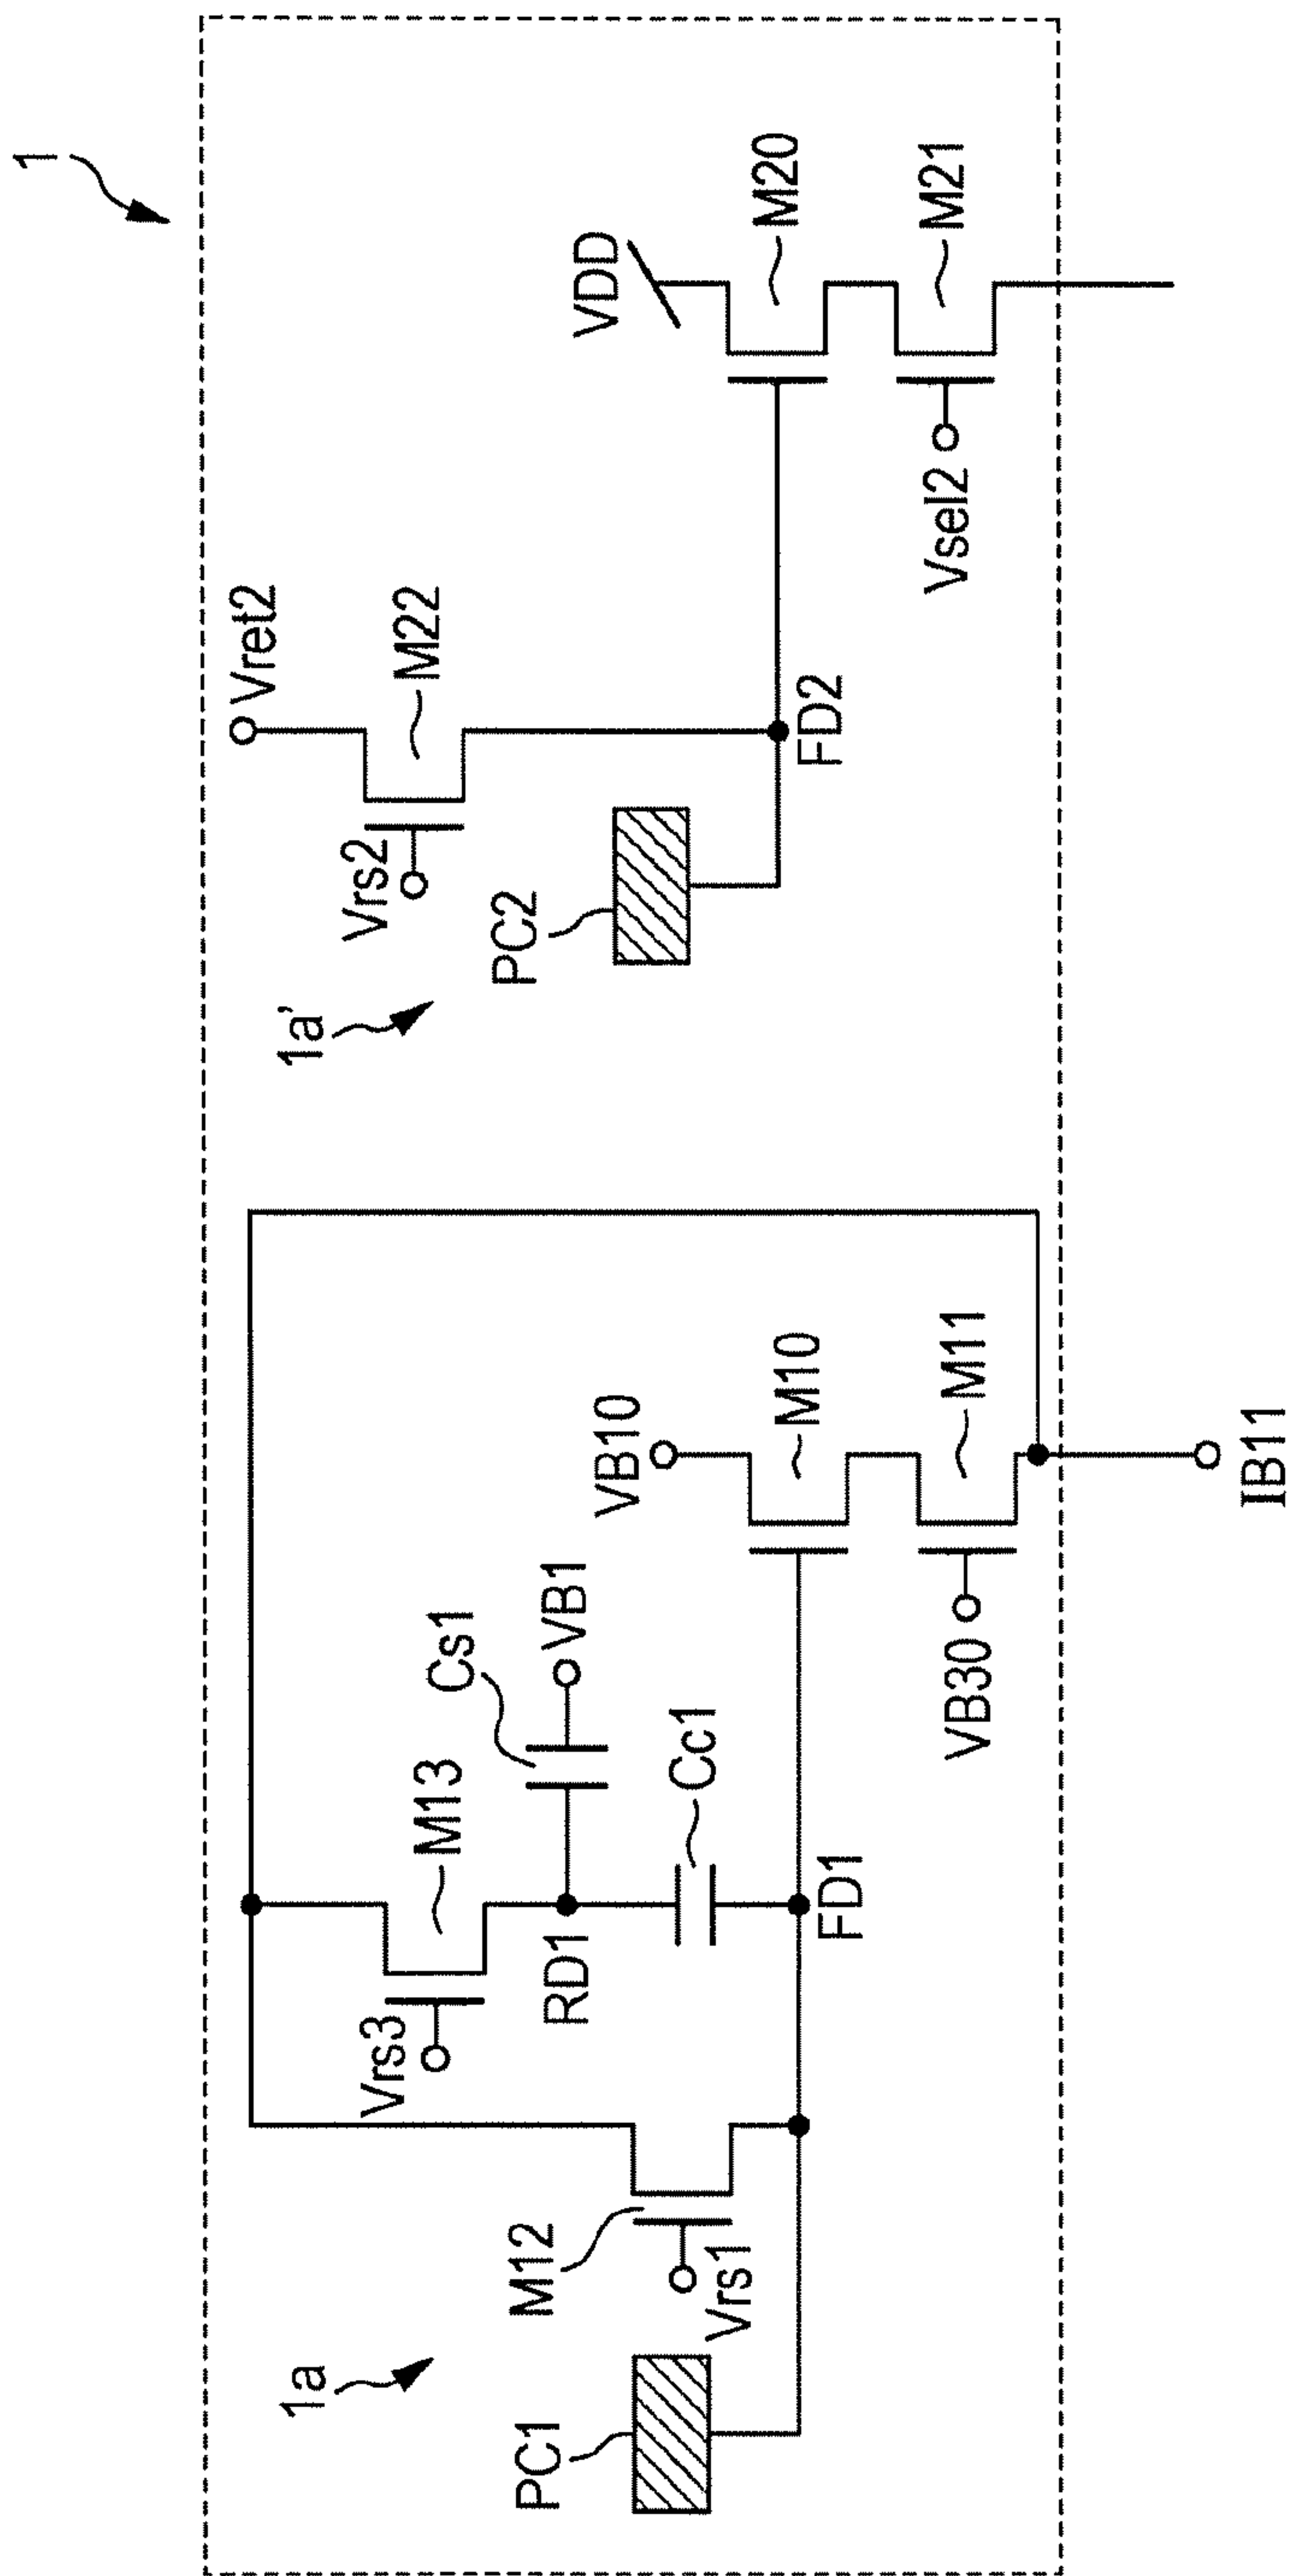 1
1a
PC1
M12
Vrs1
Vrs3
M13
RD1
Cs1
VB1
Cc1
FD1
VB10
M10
M11
VB30
IB11
1a'
PC2
Vrs2
Vret2
M22
FD2
VDD
M20
M21
Vsel2